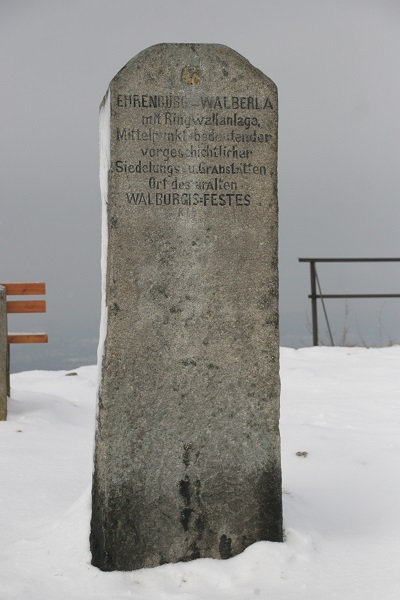 EHRENBURG - WALBERLA
mit Ringwallanlage.
Mittelpunkt bedeutender
vorgeschichtlicher
Siedelungs- u. Grabstätten.
Ort des uralten
WALBURGIS=FESTES.